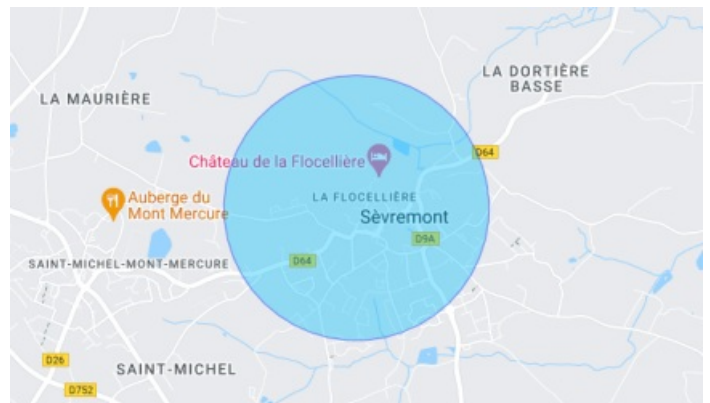 LA DORTIÈRE
BASSE
LA MAURIÈRE
D64
Château de la Flocellière
Auberge du
Mont Mercure
LA FLOCELLIÈRE
Sèvremont
D9A
SAINT-MICHEL-MONT-MERCURE
D64
D26
SAINT-MICHEL
D752